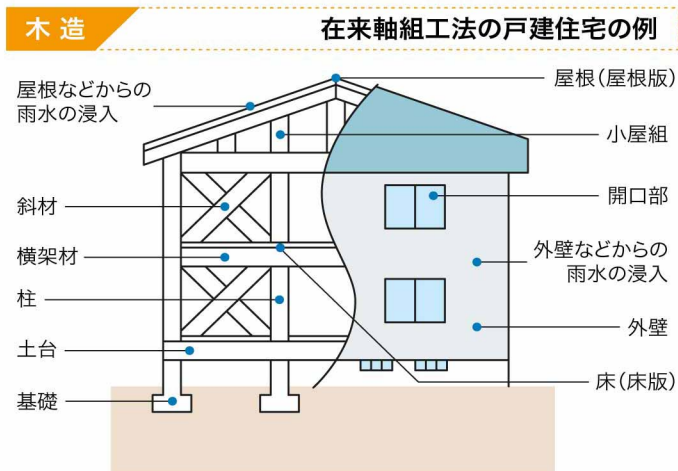 木造
在来軸組工法の戸建住宅の例
屋根などからの
雨水の浸入
斜材
横架材
柱
土台
基礎
屋根(屋根版)
小屋組
開口部
外壁などからの
雨水の浸入
外壁
床(床版)